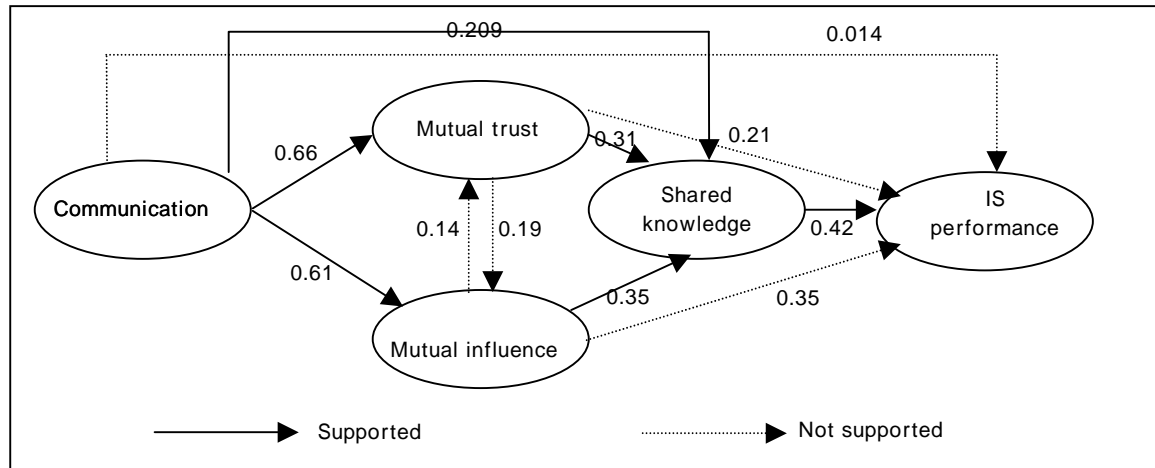 0.209
0.014
Mutual trust
0.31
0.21
0.66
Shared
knowledge
IS
performance
Communication
0.14
0.19
0.42
0.61
0.35
0.35
Mutual influence
Supported
Not supported